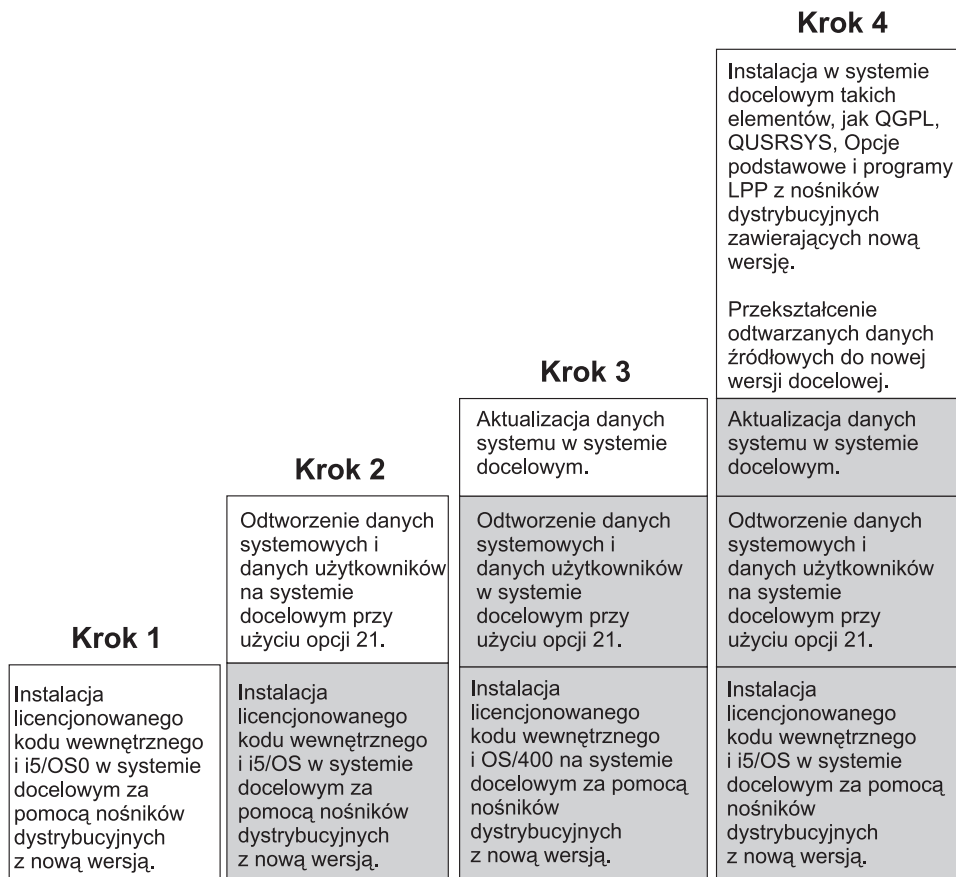 Krok 1
Instalacja
licencjonowanego
kodu wewnętrznego
i i5/OS0 w systemie
docelowym za
pomocą nośników
dystrybucyjnych
z nową wersją.
Krok 2
Odtworzenie danych
systemowych i
danych użytkowników
na systemie
docelowym przy
użyciu opcji 21.
Instalacja
licencjonowanego
kodu wewnętrznego
i i5/OS w systemie
docelowym za
pomocą nośników
dystrybucyjnych
z nową wersją.
Krok 3
Aktualizacja danych
systemu w systemie
docelowym.
Odtworzenie danych
systemowych i
danych użytkowników
w systemie
docelowym przy
użyciu opcji 21.
Instalacja
licencjonowanego
kodu wewnętrznego
i OS/400 na systemie
docelowym za pomocą
nośników
dystrybucyjnych
z nową wersją.
Krok 4
Instalacja w systemie
docelowym takich
elementów, jak QGPL,
QUSRSYS, Opcje
podstawowe i programy
LPP z nośników
dystrybucyjnych
zawierających nową
wersję.
Przekształcenie
odtwarzanych danych
źródłowych do nowej
wersji docelowej.
Aktualizacja danych
systemu w systemie
docelowym.
Odtworzenie danych
systemowych i
danych użytkowników
na systemie
docelowym przy
użyciu opcji 21.
Instalacja
licencjonowanego
kodu wewnętrznego
i i5/OS w systemie
docelowym za pomocą
nośników
dystrybucyjnych
z nową wersją.